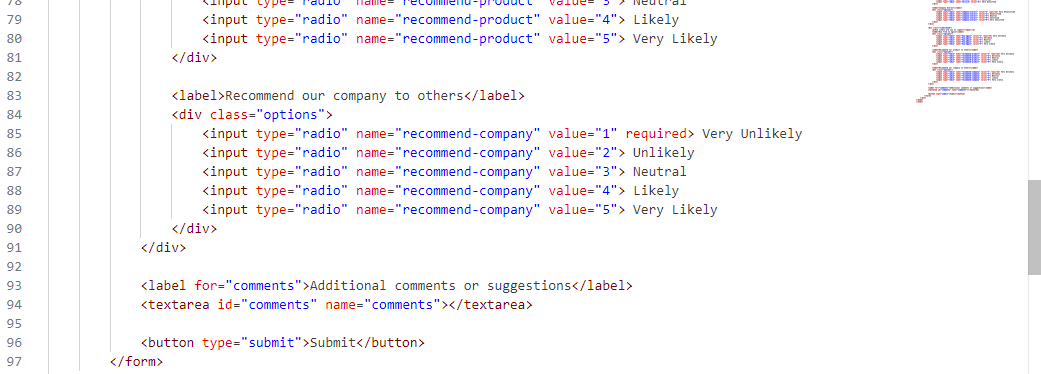 78 <input type="radio" name="recommend-product" value="3"> Neutral
79 <input type="radio" name="recommend-product" value="4"> Likely
80 <input type="radio" name="recommend-product" value="5"> Very Likely
81 </div>
82
83 <label>Recommend our company to others</label>
84 <div class="options">
85 <input type="radio" name="recommend-company" value="1" required> Very Unlikely
86 <input type="radio" name="recommend-company" value="2"> Unlikely
87 <input type="radio" name="recommend-company" value="3"> Neutral
88 <input type="radio" name="recommend-company" value="4"> Likely
89 <input type="radio" name="recommend-company" value="5"> Very Likely
90 </div>
91 </div>
92
93 <label for="comments">Additional comments or suggestions</label>
94 <textarea id="comments" name="comments"></textarea>
95
96 <button type="submit">Submit</button>
97 </form>